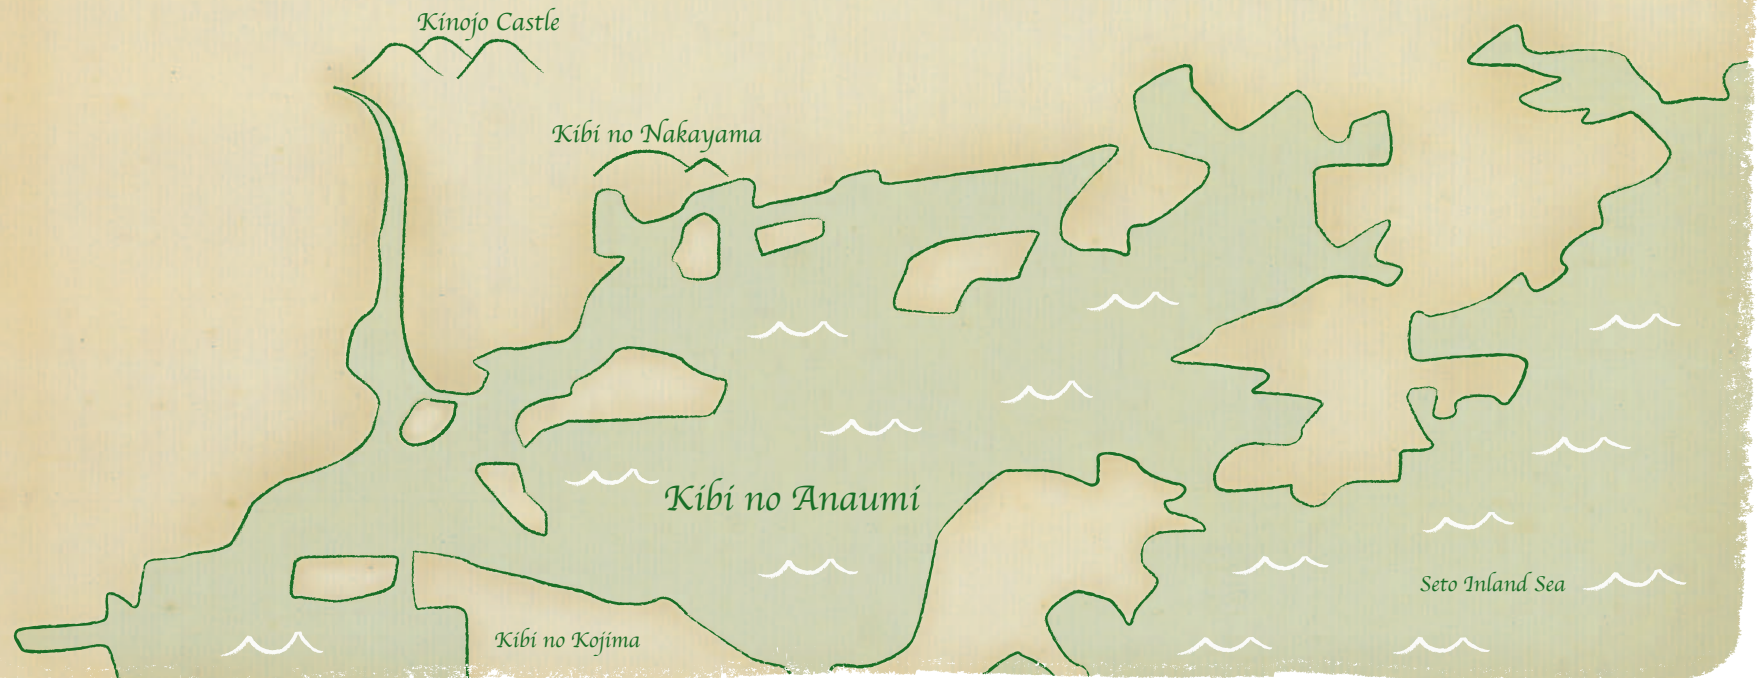 Kinojo Castle
Kibi no Nakayama
Kibi no Anaumi
Seto Inland Sea
Kibi no Kojima